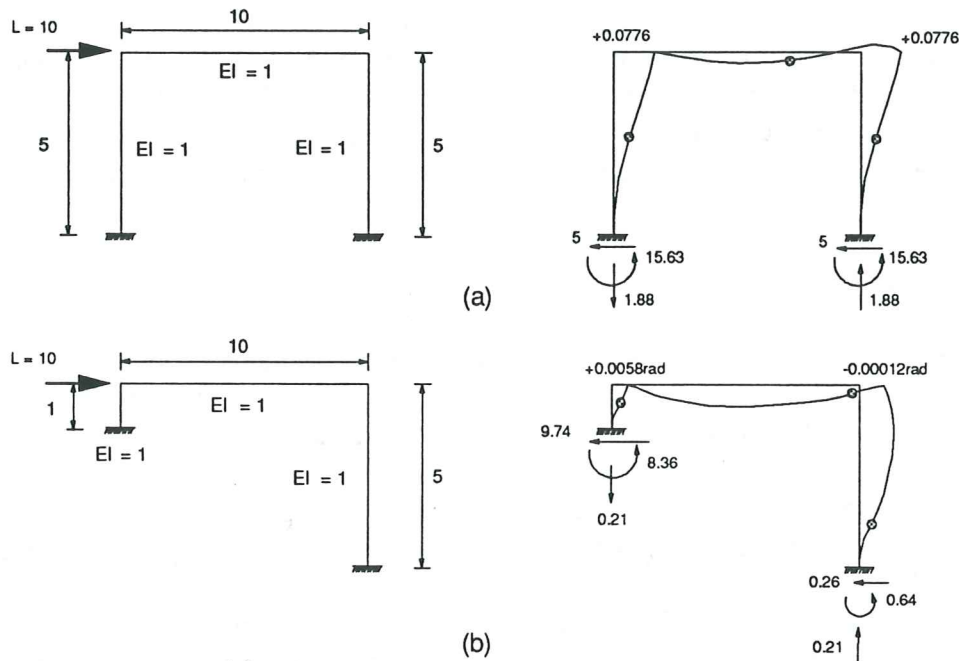 L = 10
10
EI = 1
5
EI = 1
EI = 1
5
+0.0776
+0.0776
5
15.63
1.88
5
15.63
1.88
(a)
L = 10
10
1
EI = 1
EI = 1
EI = 1
5
+0.0058rad
-0.00012rad
9.74
8.36
0.21
0.26
0.64
0.21
(b)